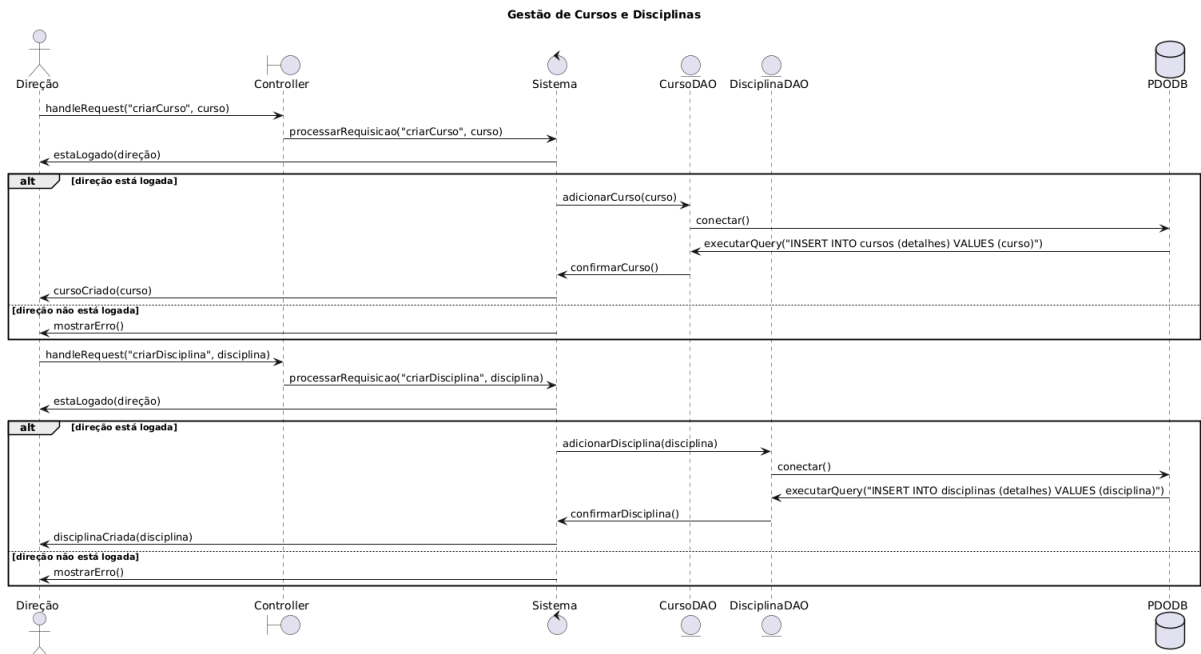 Gestão de Cursos e Disciplinas
Direção Controller Sistema CursoDAO DisciplinaDAO PDODB
handleRequest("criarCurso", curso)
processarRequisicao("criarCurso", curso)
estaLogado(direção)
alt [direção está logada]
adicionarCurso(curso)
conectar()
executarQuery("INSERT INTO cursos (detalhes) VALUES (curso)")
confirmarCurso()
cursoCriado(curso)
[direção não está logada]
mostrarErro()
handleRequest("criarDisciplina", disciplina)
processarRequisicao("criarDisciplina", disciplina)
estaLogado(direção)
alt [direção está logada]
adicionarDisciplina(disciplina)
conectar()
executarQuery("INSERT INTO disciplinas (detalhes) VALUES (disciplina)")
confirmarDisciplina()
disciplinaCriada(disciplina)
[direção não está logada]
mostrarErro()
Direção Controller Sistema CursoDAO DisciplinaDAO PDODB